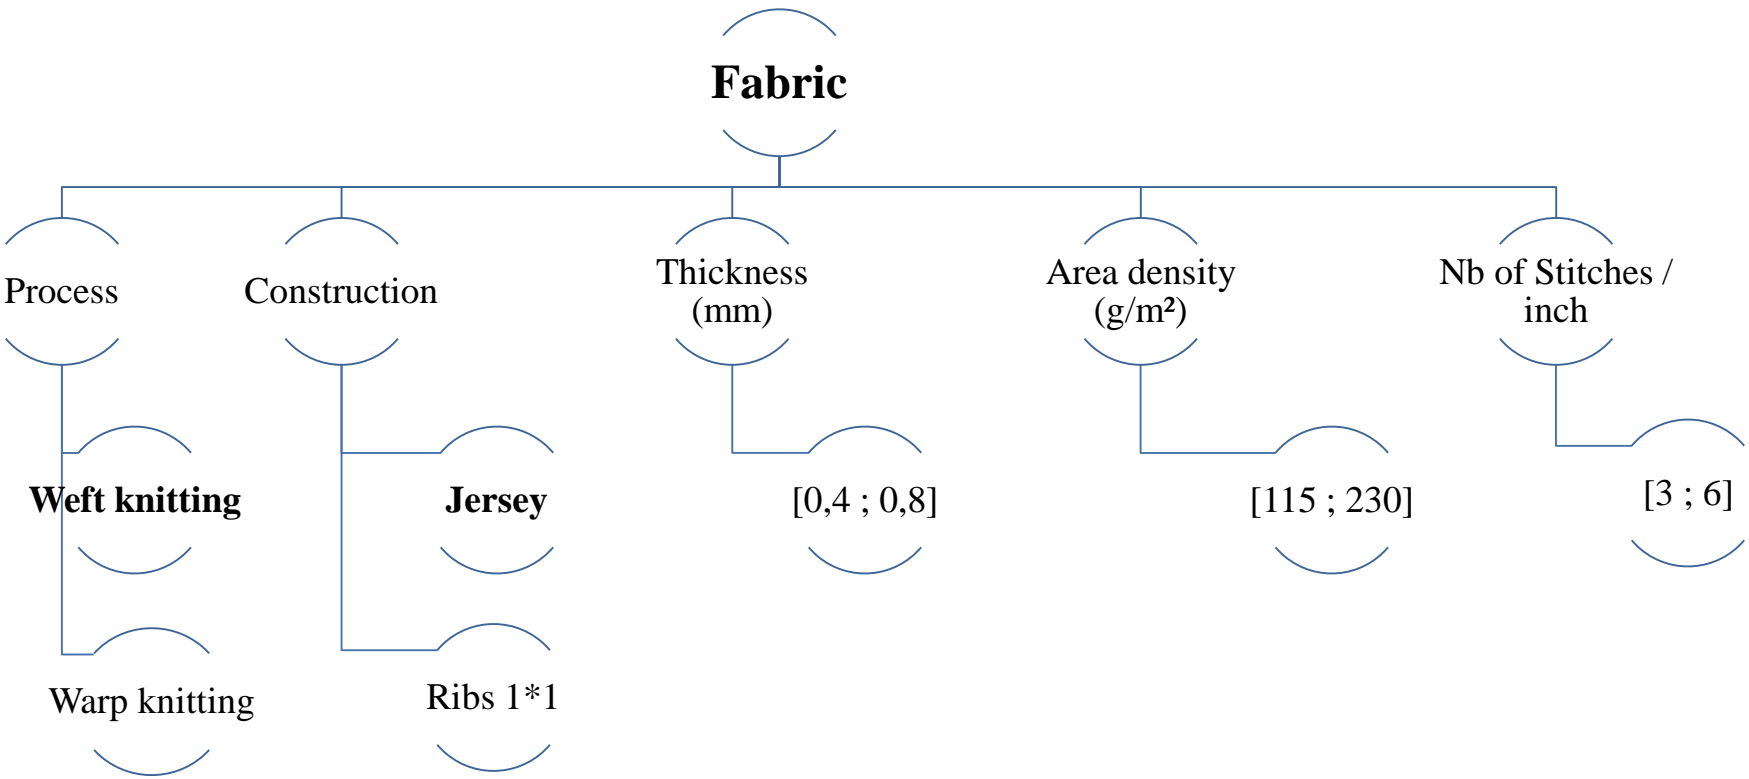 Fabric
Process
Construction
Thickness
(mm)
Area density
(g/m²)
Nb of Stitches /
inch
Weft knitting
Jersey
[0,4 ; 0,8]
[115 ; 230]
[3 ; 6]
Warp knitting
Ribs 1*1